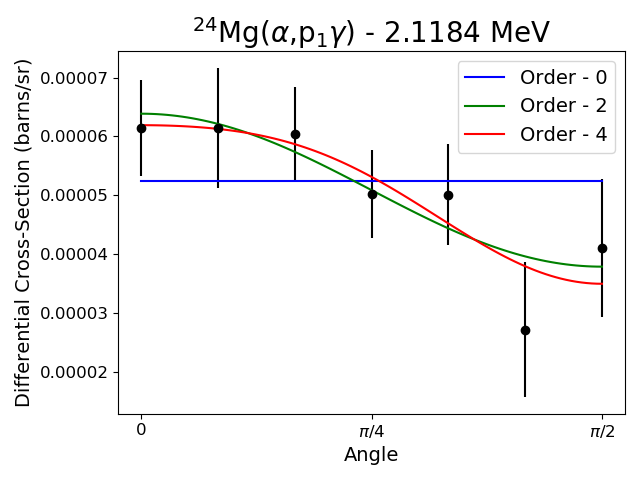 ²⁴Mg(α,p₁γ) - 2.1184 MeV
Differential Cross-Section (barns/sr)
0.00007
0.00006
0.00005
0.00004
0.00003
0.00002
Order - 0
Order - 2
Order - 4
0
π/4
π/2
Angle